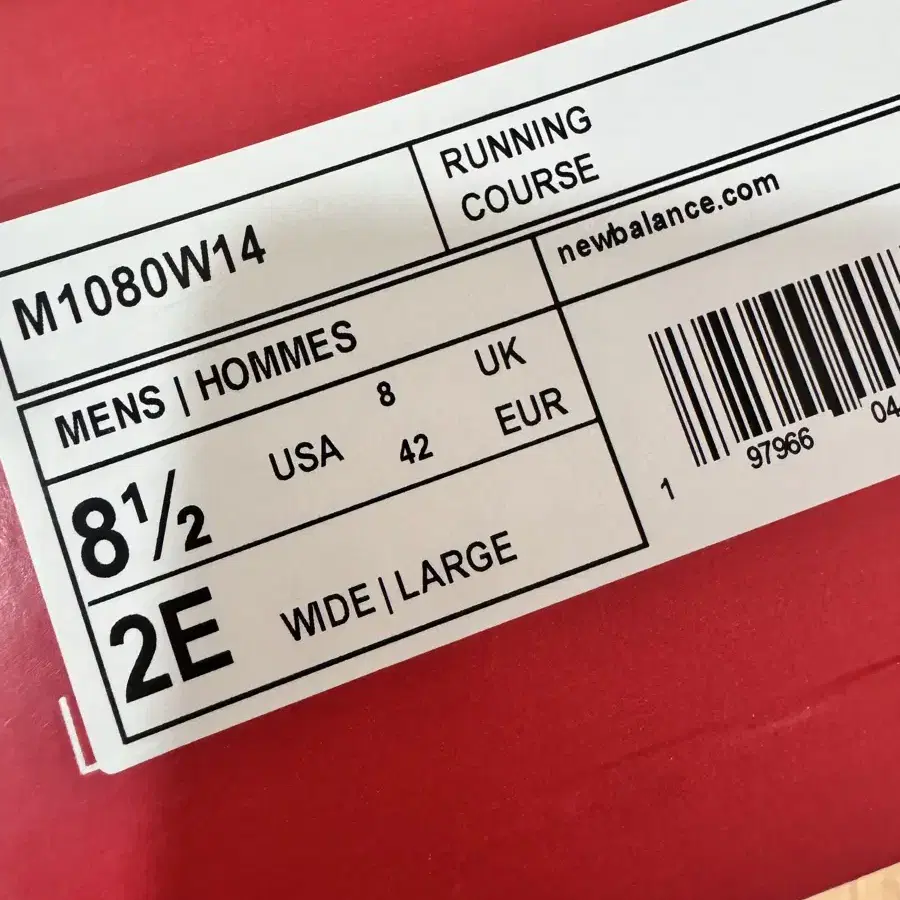 RUNNING
COURSE
M1080W14
newbalance.com
MENS | HOMMES
8½ USA 8 UK
42 EUR
2E WIDE | LARGE
1 97966 04